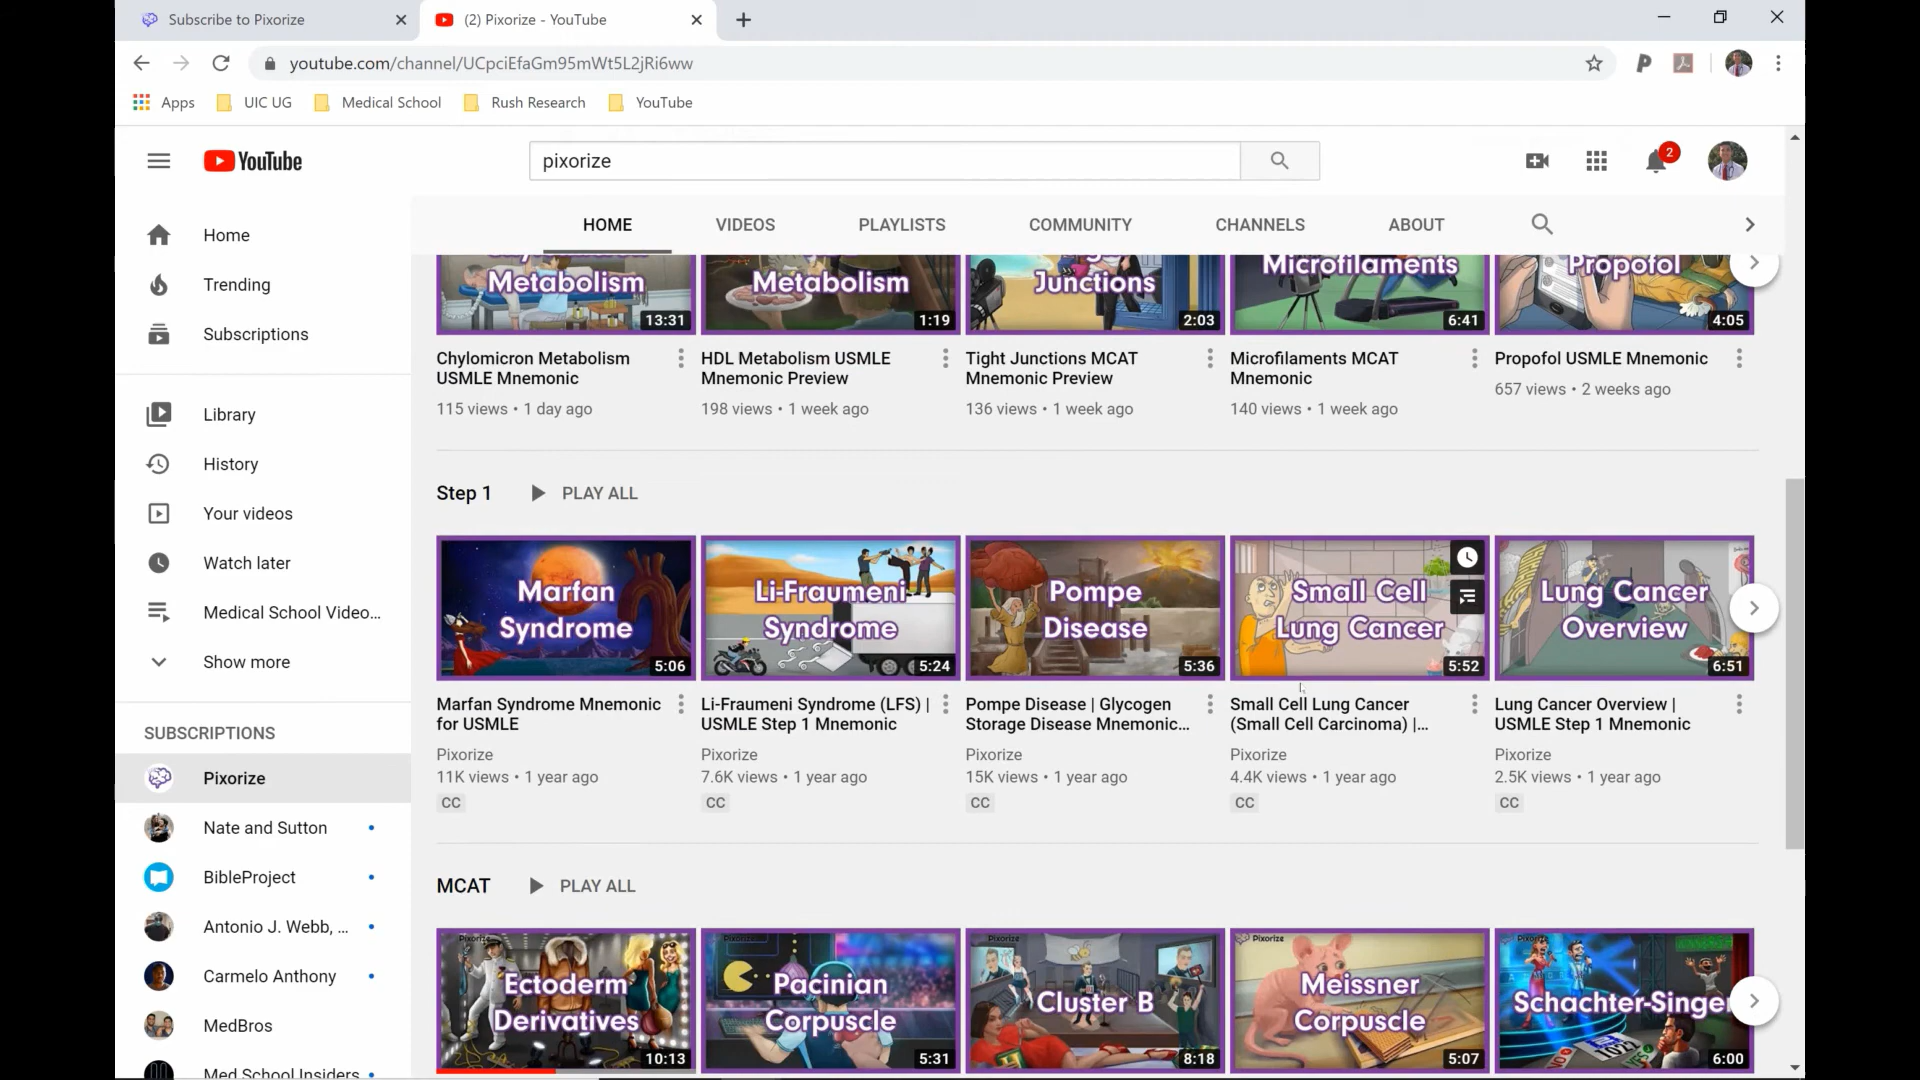 Subscribe to Pixorize
(2) Pixorize - YouTube
youtube.com/channel/UCpciEfaGm95mWt5L2jRi6ww
Apps
UIC UG
Medical School
Rush Research
YouTube
YouTube
pixorize
2
HOME
VIDEOS
PLAYLISTS
COMMUNITY
CHANNELS
ABOUT
Home
Trending
Subscriptions
Library
History
Your videos
Watch later
Medical School Video...
Show more
SUBSCRIPTIONS
Pixorize
Nate and Sutton
BibleProject
Antonio J. Webb, ...
Carmelo Anthony
MedBros
Med School Insiders
Metabolism
13:31
Metabolism
1:19
Junctions
2:03
Microfilaments
6:41
Propofol
4:05
Chylomicron Metabolism
USMLE Mnemonic
115 views • 1 day ago
HDL Metabolism USMLE
Mnemonic Preview
198 views • 1 week ago
Tight Junctions MCAT
Mnemonic Preview
136 views • 1 week ago
Microfilaments MCAT
Mnemonic
140 views • 1 week ago
Propofol USMLE Mnemonic
657 views • 2 weeks ago
Step 1
PLAY ALL
Marfan
Syndrome
5:06
Li-Fraumeni
Syndrome
5:24
Pompe
Disease
5:36
Small Cell
Lung Cancer
5:52
Lung Cancer
Overview
6:51
Marfan Syndrome Mnemonic
for USMLE
Pixorize
11K views • 1 year ago
CC
Li-Fraumeni Syndrome (LFS) |
USMLE Step 1 Mnemonic
Pixorize
7.6K views • 1 year ago
CC
Pompe Disease | Glycogen
Storage Disease Mnemonic...
Pixorize
15K views • 1 year ago
CC
Small Cell Lung Cancer
(Small Cell Carcinoma) |...
Pixorize
4.4K views • 1 year ago
CC
Lung Cancer Overview |
USMLE Step 1 Mnemonic
Pixorize
2.5K views • 1 year ago
CC
MCAT
PLAY ALL
Pixorize
Ectoderm
Derivatives
10:13
Pixorize
Pacinian
Corpuscle
5:31
Pixorize
Cluster B
8:18
Pixorize
Meissner
Corpuscle
5:07
Pixorize
Schachter-Singer
6:00